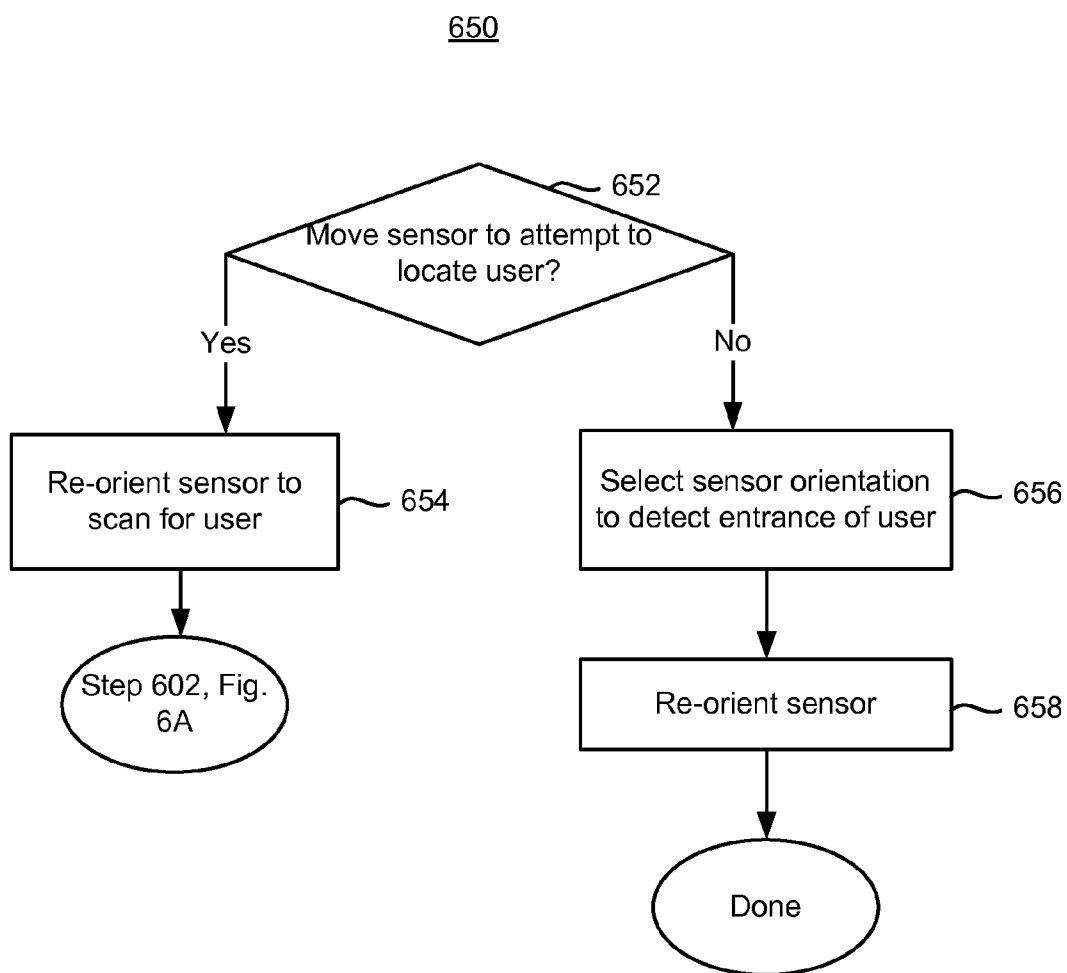 650
652
Move sensor to attempt to
locate user?
Yes
No
Re-orient sensor to
scan for user
654
Select sensor orientation
to detect entrance of user
656
Step 602, Fig.
6A
Re-orient sensor
658
Done